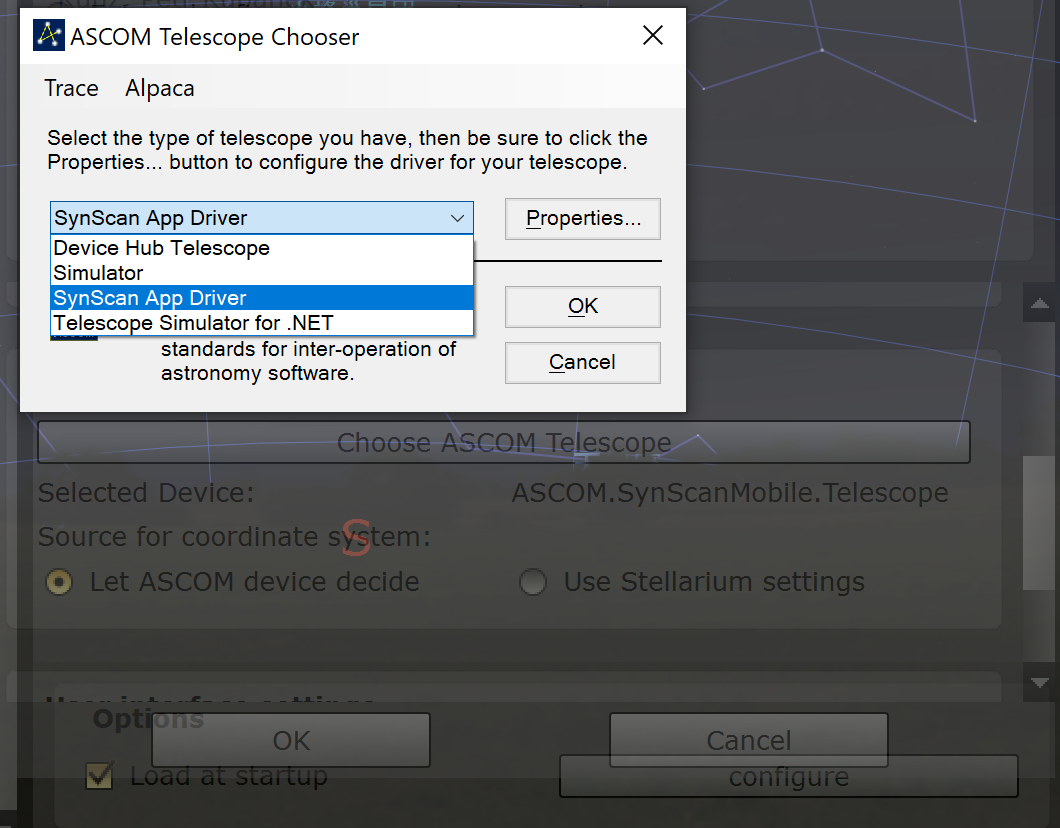 ASCOM Telescope Chooser
Trace Alpaca
Select the type of telescope you have, then be sure to click the
Properties... button to configure the driver for your telescope.
SynScan App Driver
Properties...
Device Hub Telescope
Simulator
SynScan App Driver
Telescope Simulator for .NET
OK
standards for inter-operation of
astronomy software.
Cancel
Choose ASCOM Telescope
Selected Device: ASCOM.SynScanMobile.Telescope
Source for coordinate system:
S
Let ASCOM device decide Use Stellarium settings
User interface settings
Options
OK Cancel
Load at startup configure